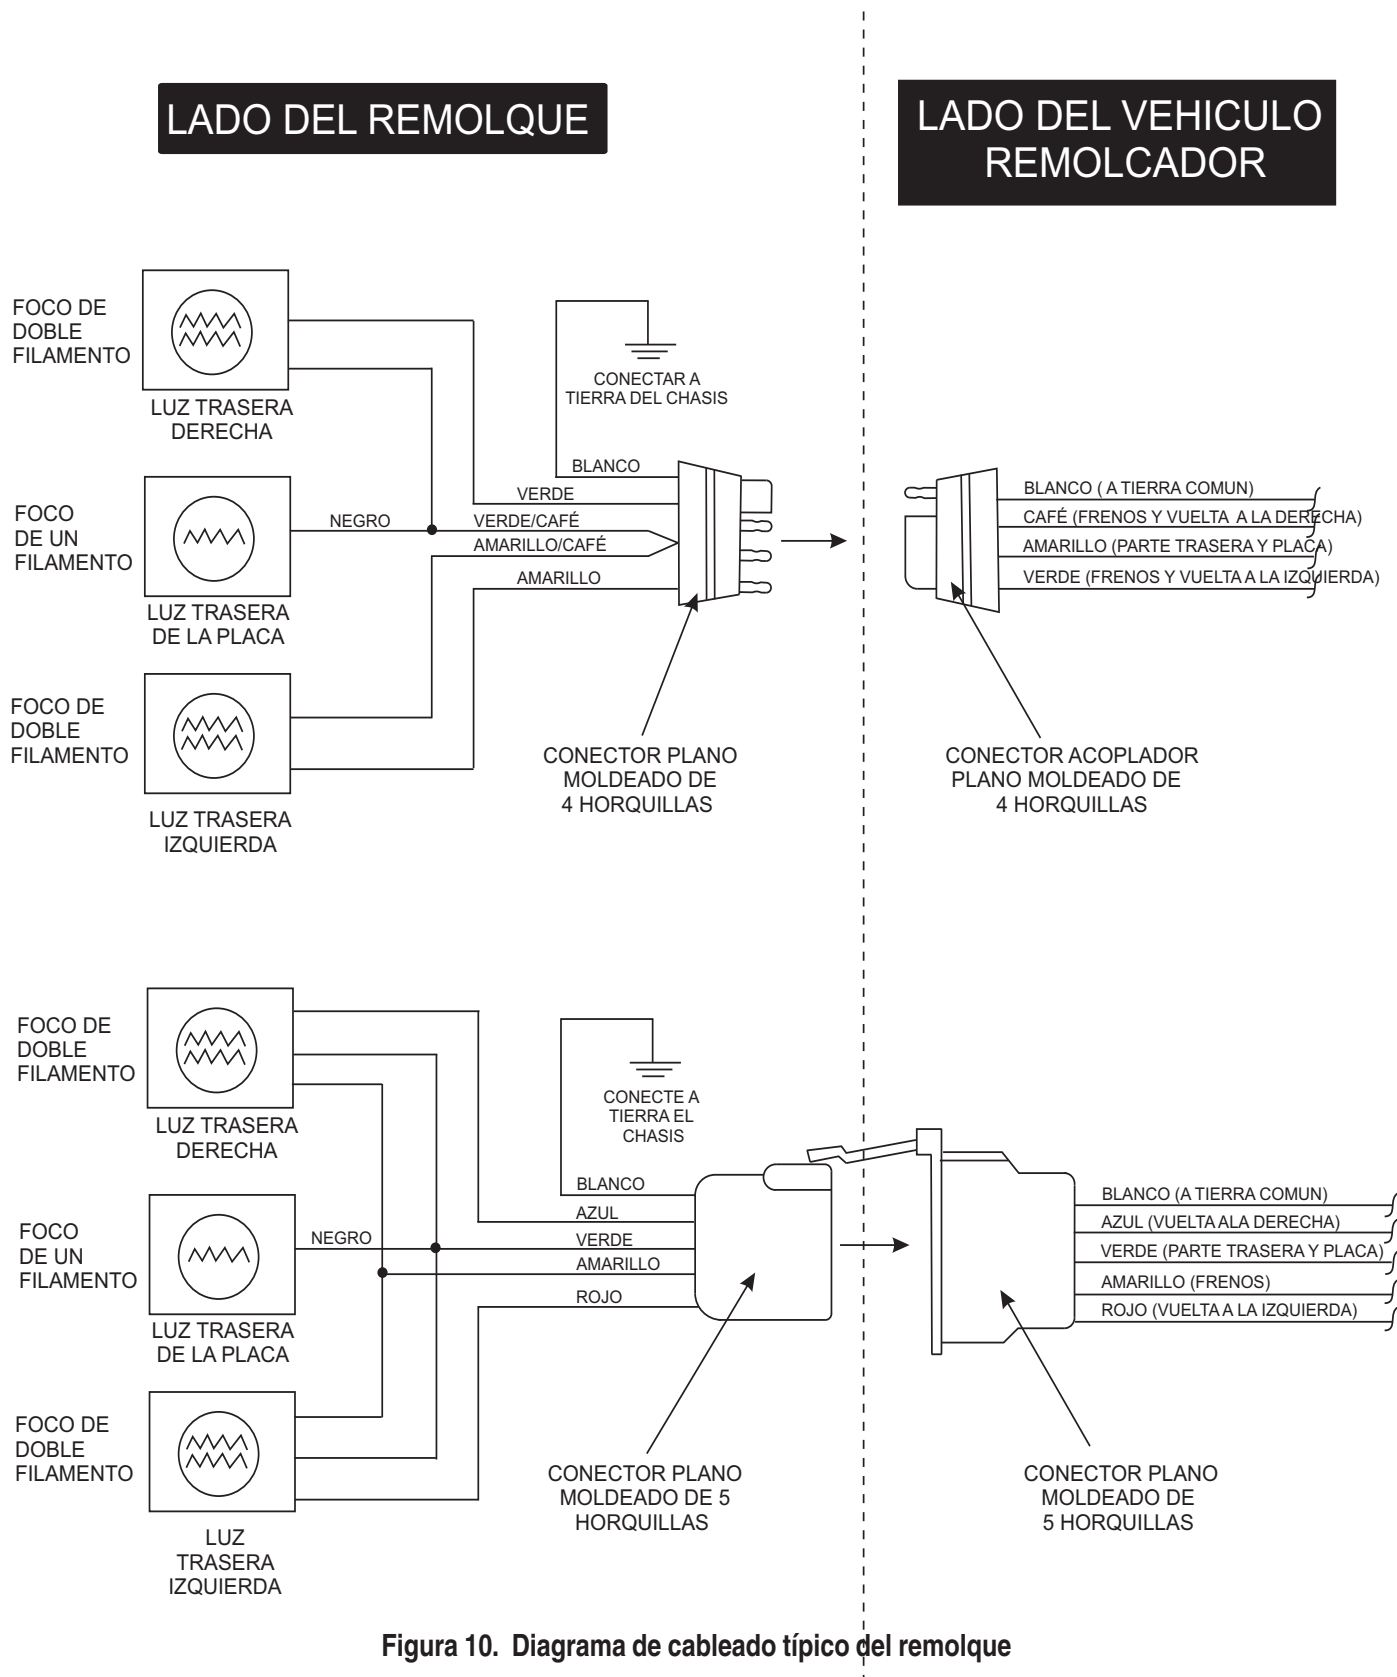 LADO DEL REMOLQUE
LADO DEL VEHICULO
REMOLCADOR
FOCO DE
DOBLE
FILAMENTO
LUZ TRASERA
DERECHA
CONECTAR A
TIERRA DEL CHASIS
FOCO
DE UN
FILAMENTO
LUZ TRASERA
DE LA PLACA
NEGRO
BLANCO
VERDE
VERDE/CAFÉ
AMARILLO/CAFÉ
AMARILLO
BLANCO ( A TIERRA COMUN)
CAFÉ (FRENOS Y VUELTA A LA DERECHA)
AMARILLO (PARTE TRASERA Y PLACA)
VERDE (FRENOS Y VUELTA A LA IZQUIERDA)
FOCO DE
DOBLE
FILAMENTO
LUZ TRASERA
IZQUIERDA
CONECTOR PLANO
MOLDEADO DE
4 HORQUILLAS
CONECTOR ACOPLADOR
PLANO MOLDEADO DE
4 HORQUILLAS
FOCO DE
DOBLE
FILAMENTO
LUZ TRASERA
DERECHA
CONECTE A
TIERRA EL
CHASIS
FOCO
DE UN
FILAMENTO
LUZ TRASERA
DE LA PLACA
NEGRO
BLANCO
AZUL
VERDE
AMARILLO
ROJO
BLANCO (A TIERRA COMUN)
AZUL (VUELTA ALA DERECHA)
VERDE (PARTE TRASERA Y PLACA)
AMARILLO (FRENOS)
ROJO (VUELTA A LA IZQUIERDA)
FOCO DE
DOBLE
FILAMENTO
LUZ
TRASERA
IZQUIERDA
CONECTOR PLANO
MOLDEADO DE 5
HORQUILLAS
CONECTOR PLANO
MOLDEADO DE
5 HORQUILLAS
Figura 10. Diagrama de cableado típico del remolque